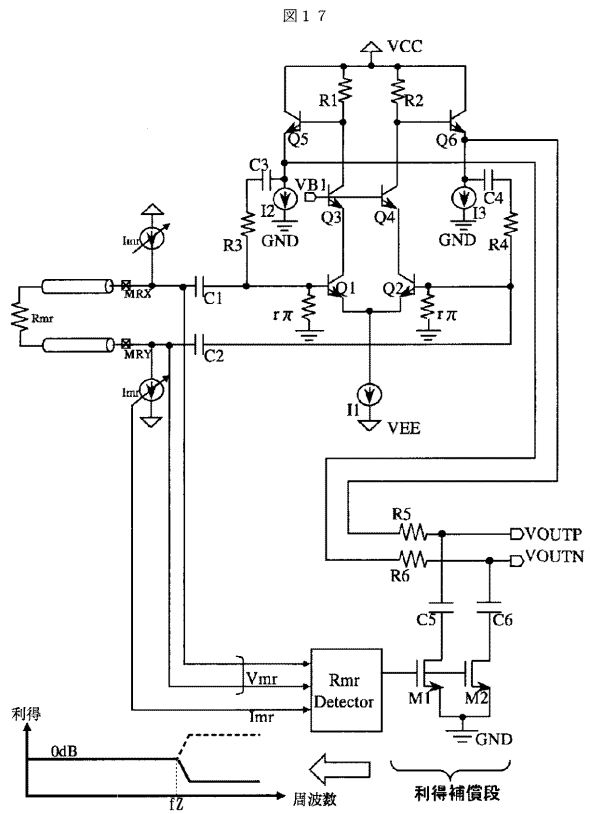 図１７
VCC
R1
R2
Q5
Q6
C3
VB1
C4
I2
Q3
Q4
I3
GND
GND
Imr
R3
R4
MRX
C1
Q1
Q2
rπ
rπ
Rmr
MRY
C2
Imr
I1
VEE
R5
VOUTP
VOUTN
R6
C5
C6
Vmr
Rmr
Detector
M1
M2
Imr
GND
利得
0dB
周波数
fZ
利得補償段